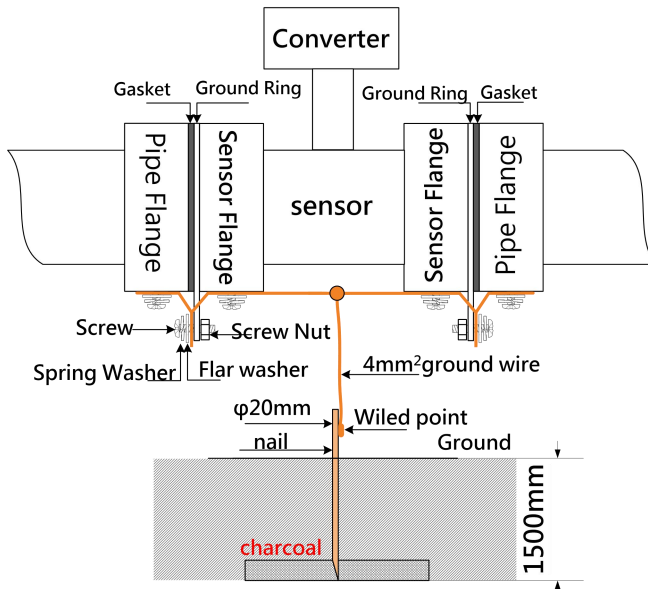 Converter
Gasket
Ground Ring
Ground Ring
Gasket
Pipe Flange
Sensor Flange
sensor
Sensor Flange
Pipe Flange
Screw
Screw Nut
Spring Washer
Flar washer
4mm²ground wire
φ20mm
Wiled point
nail
Ground
1500mm
charcoal